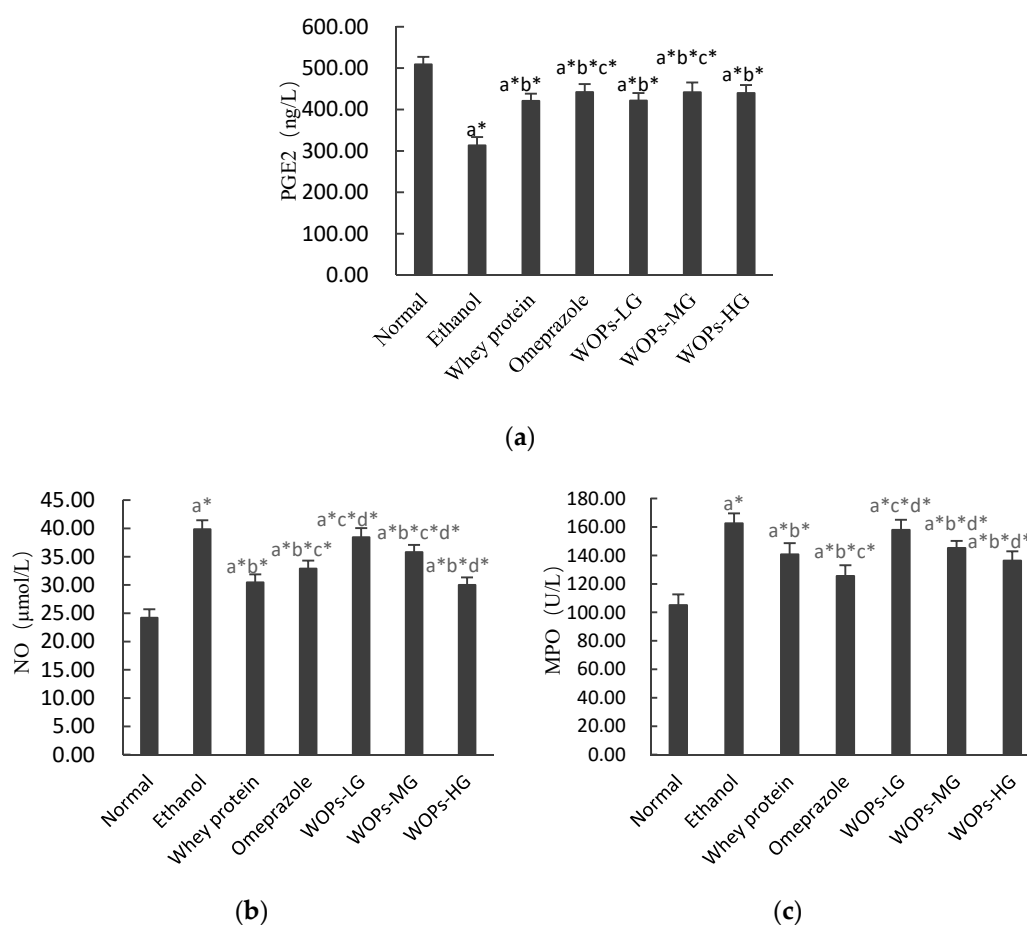 600.00
500.00
400.00
300.00
200.00
100.00
0.00
PGE2 (ng/L)
a*
a*b*
a*b*c*
a*b*
a*b*c*
a*b*
Normal
Ethanol
Whey protein
Omeprazole
WOPs-LG
WOPs-MG
WOPs-HG
(a)
45.00
40.00
35.00
30.00
25.00
20.00
15.00
10.00
5.00
0.00
NO (μmol/L)
a*
a*b*
a*b*c*
a*c*d*
a*b*c*d*
a*b*d*
Normal
Ethanol
Whey protein
Omeprazole
WOPs-LG
WOPs-MG
WOPs-HG
(b)
180.00
160.00
140.00
120.00
100.00
80.00
60.00
40.00
20.00
0.00
MPO (U/L)
a*
a*b*
a*b*c*
a*c*d*
a*b*d*
a*b*d*
Normal
Ethanol
Whey protein
Omeprazole
WOPs-LG
WOPs-MG
WOPs-HG
(c)